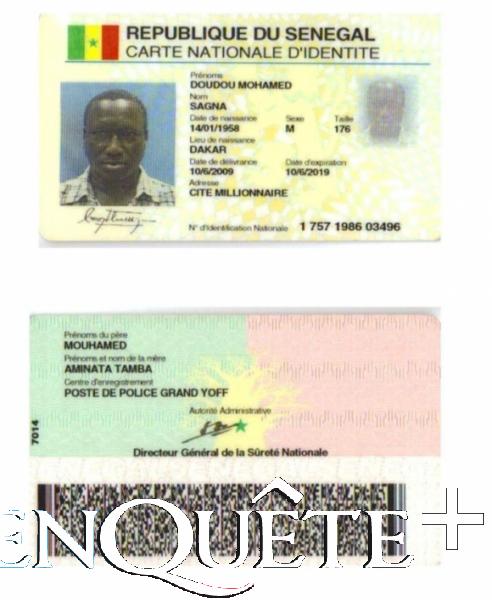 REPUBLIQUE DU SENEGAL
CARTE NATIONALE D'IDENTITE
Prénoms
DOUDOU MOHAMED
Nom
SAGNA
Date de naissance Sexe Taille
14/01/1958 M 176
Lieu de naissance
DAKAR
Date de délivrance Date d'expiration
10/6/2009 10/6/2019
Adresse
CITE MILLIONNAIRE
N° d'Identification Nationale 1 757 1986 03496
Prénoms du père
MOUHAMED
Prénoms et nom de la mère
AMINATA TAMBA
Centre d'enregistrement
POSTE DE POLICE GRAND YOFF
Autorité Administrative
7014
Directeur Général de la Sûreté Nationale
ENQUÊTE+